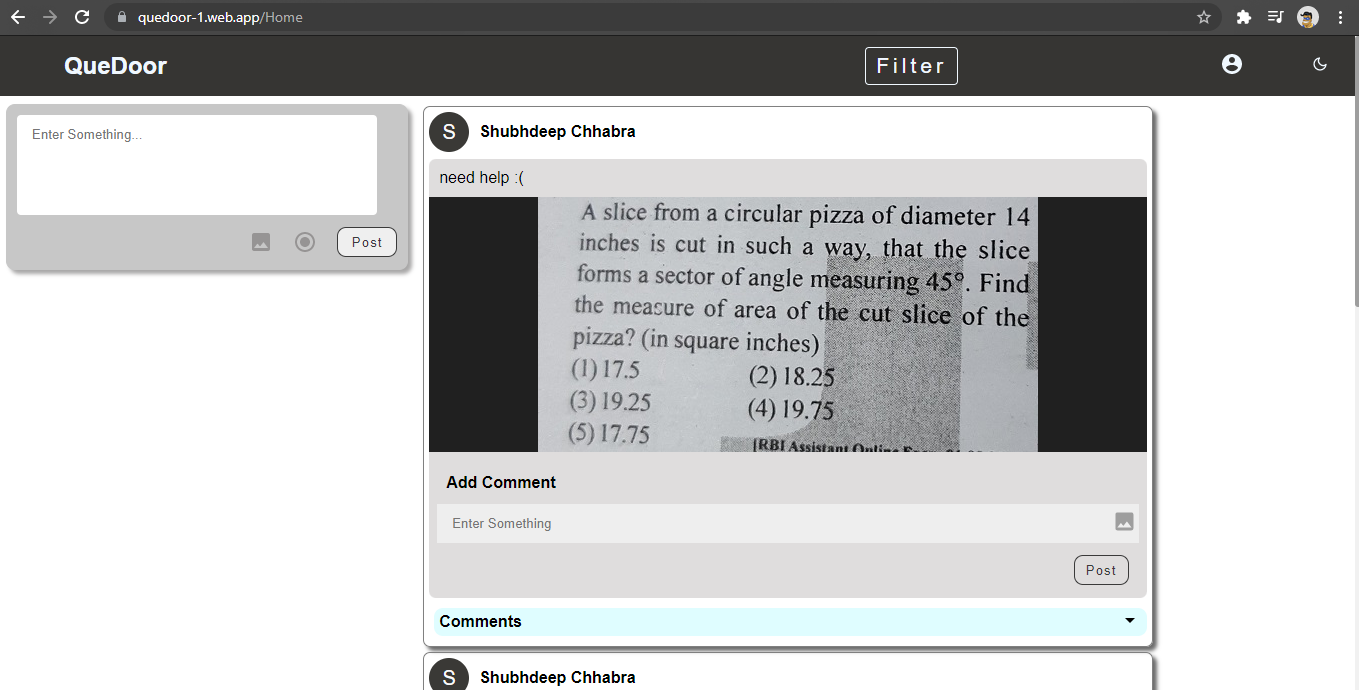 quedoor-1.web.app/Home
QueDoor
Filter
Enter Something...
Post
S
Shubhdeep Chhabra
need help :(
A slice from a circular pizza of diameter 14
inches is cut in such a way, that the slice
forms a sector of angle measuring 45°. Find
the measure of area of the cut slice of the
pizza? (in square inches)
(1) 17.5 (2) 18.25
(3) 19.25 (4) 19.75
(5) 17.75
[RBI Assistant Online
Add Comment
Enter Something
Post
Comments
S
Shubhdeep Chhabra